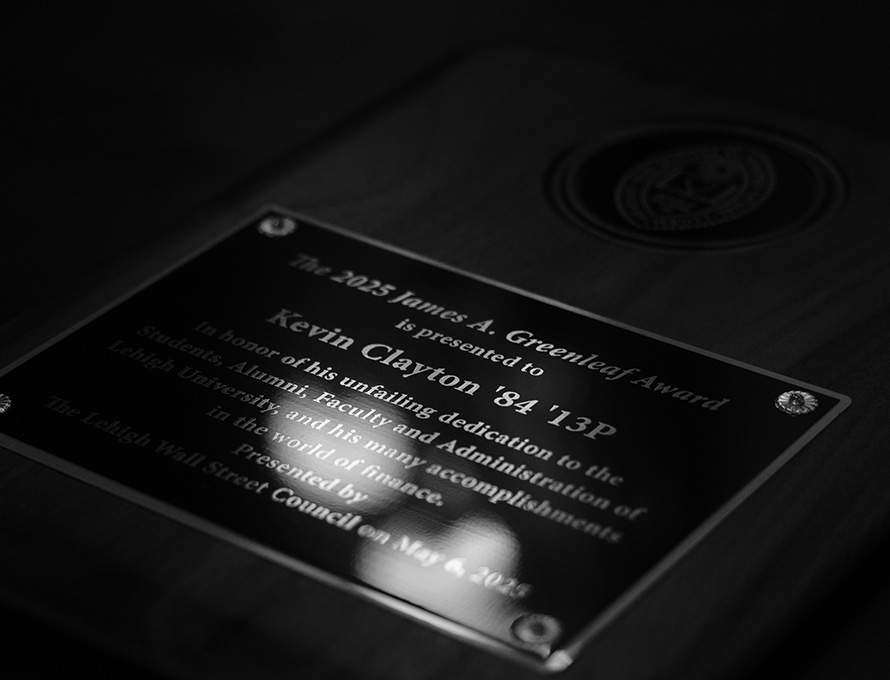 The 2025 James A. Greenleaf Award
is presented to
Kevin Clayton '84 '13P
In honor of his unfailing dedication to the
Students, Alumni, Faculty and Administration of
Lehigh University, and his many accomplishments
in the world of finance.
Presented by
The Lehigh Wall Street Council on May 6, 2025